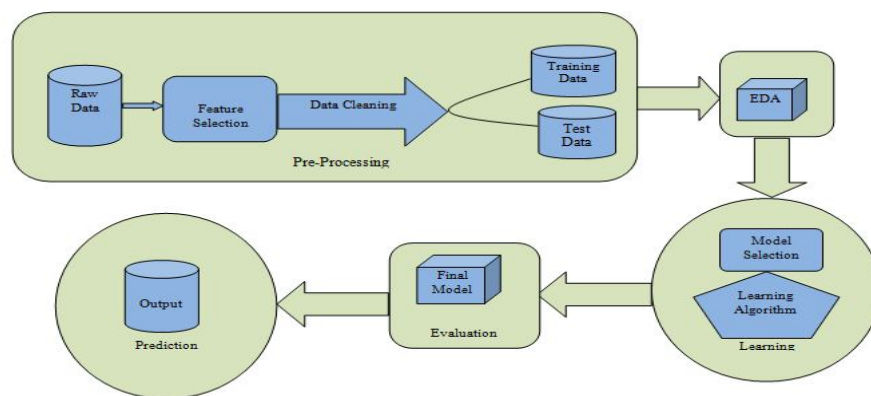 Raw
Data
Feature
Selection
Data Cleaning
Training
Data
Test
Data
Pre-Processing
EDA
Model
Selection
Learning
Algorithm
Learning
Final
Model
Evaluation
Output
Prediction